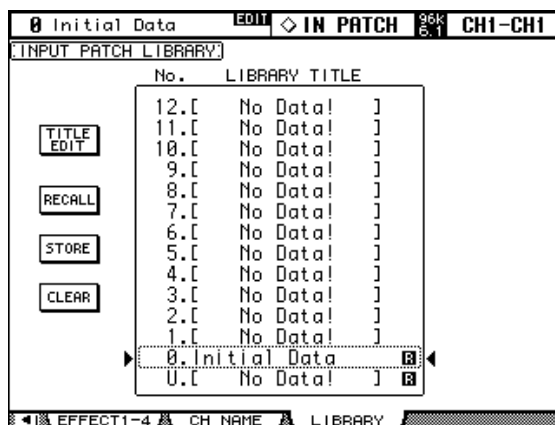 0 Initial Data EDIT ◇ IN PATCH 96k 6.1 CH1-CH1
INPUT PATCH LIBRARY
No. LIBRARY TITLE
12.[ No Data! ]
11.[ No Data! ]
10.[ No Data! ]
9.[ No Data! ]
8.[ No Data! ]
7.[ No Data! ]
6.[ No Data! ]
5.[ No Data! ]
4.[ No Data! ]
3.[ No Data! ]
2.[ No Data! ]
1.[ No Data! ]
0.Initial Data R
U.[ No Data! ] R
TITLE EDIT
RECALL
STORE
CLEAR
EFFECT1-4 CH NAME LIBRARY